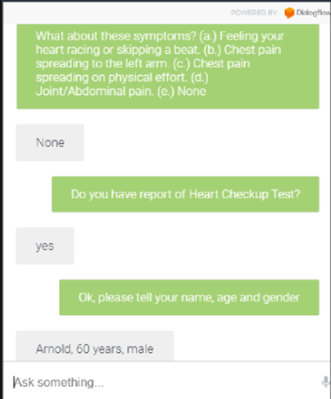 POWERED BY Dialogflow
What about these symptoms? (a.) Feeling your
heart racing or skipping a beat. (b.) Chest pain
spreading to the left arm. (c.) Chest pain
spreading on physical effort. (d.)
Joint/Abdominal pain. (e.) None
None
Do you have report of Heart Checkup Test?
yes
Ok, please tell your name, age and gender
Arnold, 60 years, male
Ask something...